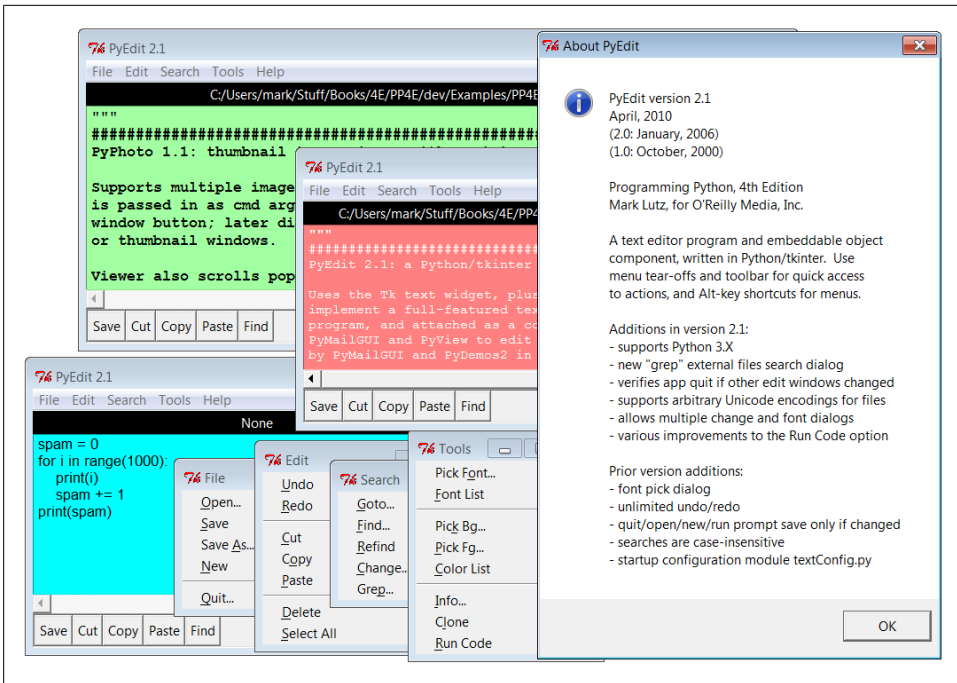 PyEdit 2.1
File Edit Search Tools Help
C:/Users/mark/Stuff/Books/4E/PP4E/dev/Examples/PP4E
"""
##################################################
PyPhoto 1.1: thumbnail
Supports multiple image
is passed in as cmd arg
window button; later di
or thumbnail windows.
Viewer also scrolls pop
Save Cut Copy Paste Find
PyEdit 2.1
File Edit Search Tools Help
C:/Users/mark/Stuff/Books/4E/PP4
"""
#############################
PyEdit 2.1: a Python/tkinter
Uses the Tk text widget, plus
implement a full-featured tex
program, and attached as a co
PyMailGUI and PyView to edit
by PyMailGUI and PyDemos2 in
Save Cut Copy Paste Find
PyEdit 2.1
File Edit Search Tools Help
None
spam = 0
for i in range(1000):
print(i)
spam += 1
print(spam)
Save Cut Copy Paste Find
File
Open...
Save
Save As...
New
Quit...
Edit
Undo
Redo
Cut
Copy
Paste
Delete
Select All
Search
Goto...
Find...
Refind
Change..
Grep...
Tools
Pick Font...
Font List
Pick Bg...
Pick Fg...
Color List
Info...
Clone
Run Code
About PyEdit
PyEdit version 2.1
April, 2010
(2.0: January, 2006)
(1.0: October, 2000)
Programming Python, 4th Edition
Mark Lutz, for O'Reilly Media, Inc.
A text editor program and embeddable object
component, written in Python/tkinter. Use
menu tear-offs and toolbar for quick access
to actions, and Alt-key shortcuts for menus.
Additions in version 2.1:
- supports Python 3.X
- new "grep" external files search dialog
- verifies app quit if other edit windows changed
- supports arbitrary Unicode encodings for files
- allows multiple change and font dialogs
- various improvements to the Run Code option
Prior version additions:
- font pick dialog
- unlimited undo/redo
- quit/open/new/run prompt save only if changed
- searches are case-insensitive
- startup configuration module textConfig.py
OK